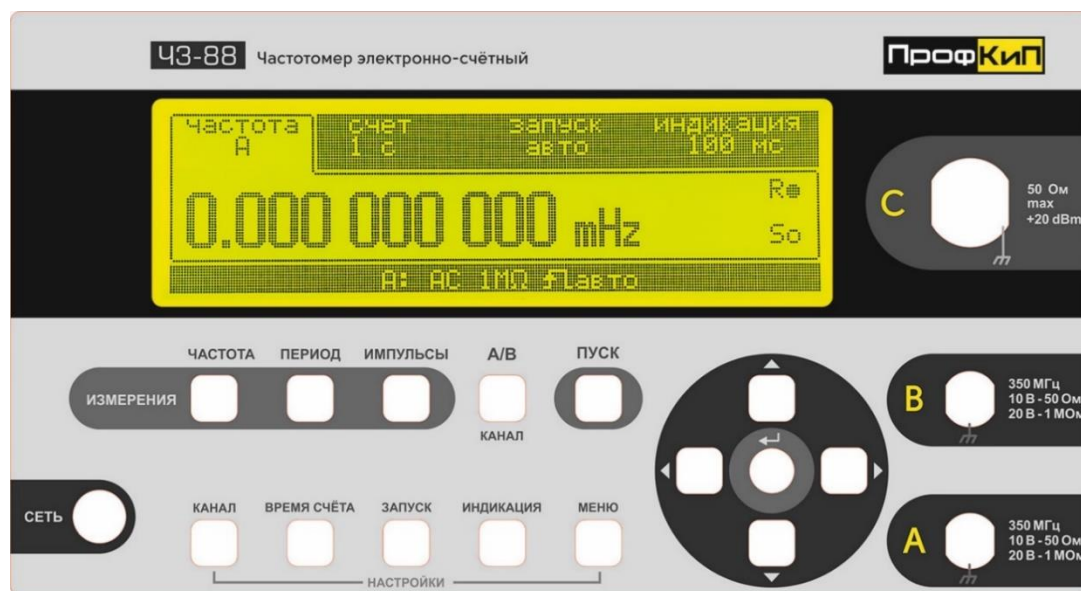 ЧЗ-88 Частотомер электронно-счётный
ПрофКиП
частота счет запуск индикация
A 1 с авто 100 мс
0.000 000 000 mHz
Re
So
A: AC 1MΩ авто
C
50 Ом
max
+20 dBm
ЧАСТОТА ПЕРИОД ИМПУЛЬСЫ A/B ПУСК
ИЗМЕРЕНИЯ
КАНАЛ
B
350 МГц
10 В - 50 Ом
20 В - 1 МОм
СЕТЬ
КАНАЛ ВРЕМЯ СЧЁТА ЗАПУСК ИНДИКАЦИЯ МЕНЮ
НАСТРОЙКИ
A
350 МГц
10 В - 50 Ом
20 В - 1 МОм